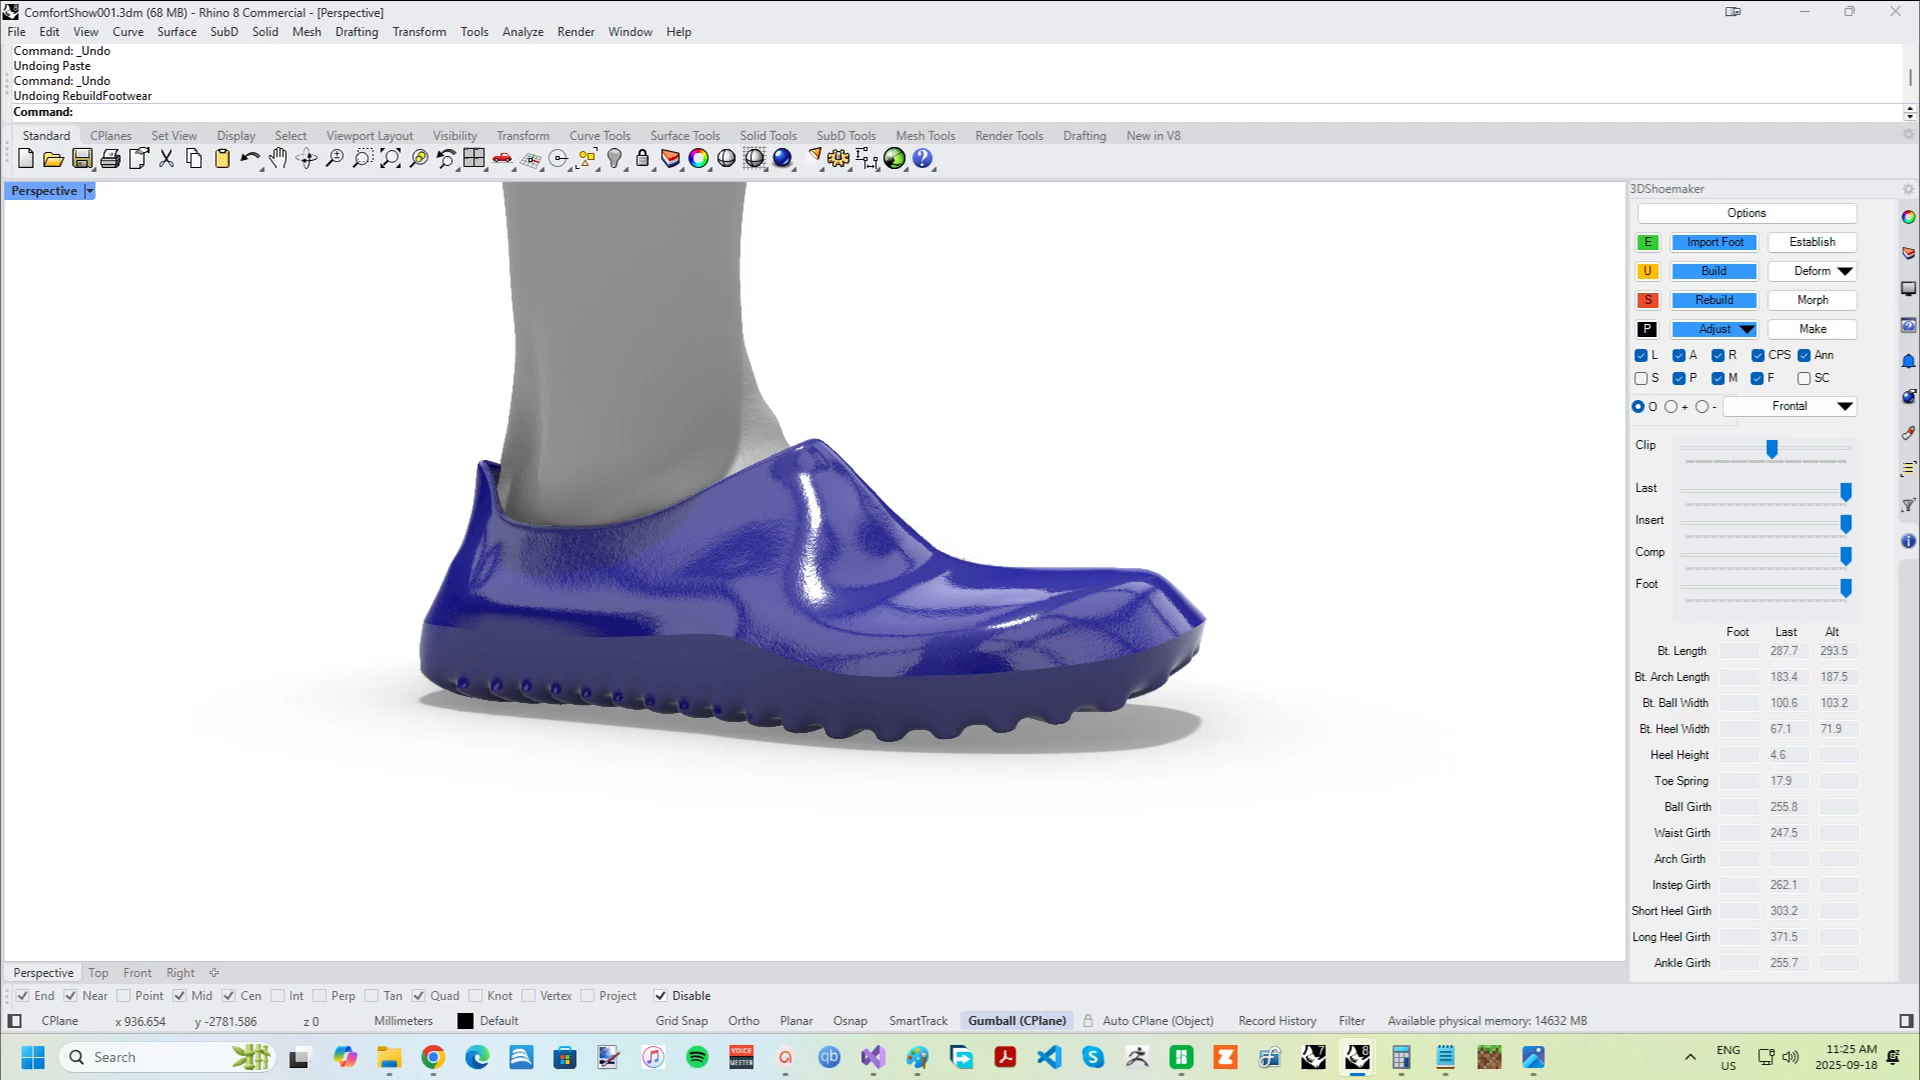 ComfortShow001.3dm (68 MB) - Rhino 8 Commercial - [Perspective]
File Edit View Curve Surface SubD Solid Mesh Drafting Transform Tools Analyze Render Window Help
Command: _Undo
Undoing Paste
Command: _Undo
Undoing RebuildFootwear
Command:
Standard CPlanes Set View Display Select Viewport Layout Visibility Transform Curve Tools Surface Tools Solid Tools SubD Tools Mesh Tools Render Tools Drafting New in V8
Perspective
3DShoemaker
Options
E Import Foot Establish
U Build Deform
S Rebuild Morph
P Adjust Make
L A R CPS Ann
S P M F SC
O + - Frontal
Clip
Last
Insert
Comp
Foot
Foot Last Alt
Bt. Length 287.7 293.5
Bt. Arch Length 183.4 187.5
Bt. Ball Width 100.6 103.2
Bt. Heel Width 67.1 71.9
Heel Height 4.6
Toe Spring 17.9
Ball Girth 255.8
Waist Girth 247.5
Arch Girth
Instep Girth 262.1
Short Heel Girth 303.2
Long Heel Girth 371.5
Ankle Girth 255.7
Perspective Top Front Right
End Near Point Mid Cen Int Perp Tan Quad Knot Vertex Project Disable
CPlane x 936.654 y -2781.586 z 0 Millimeters Default Grid Snap Ortho Planar Osnap SmartTrack Gumball (CPlane) Auto CPlane (Object) Record History Filter Available physical memory: 14632 MB
Search
VOICE
MEETER
qb
7
8
ENG
US
11:25 AM
2025-09-18